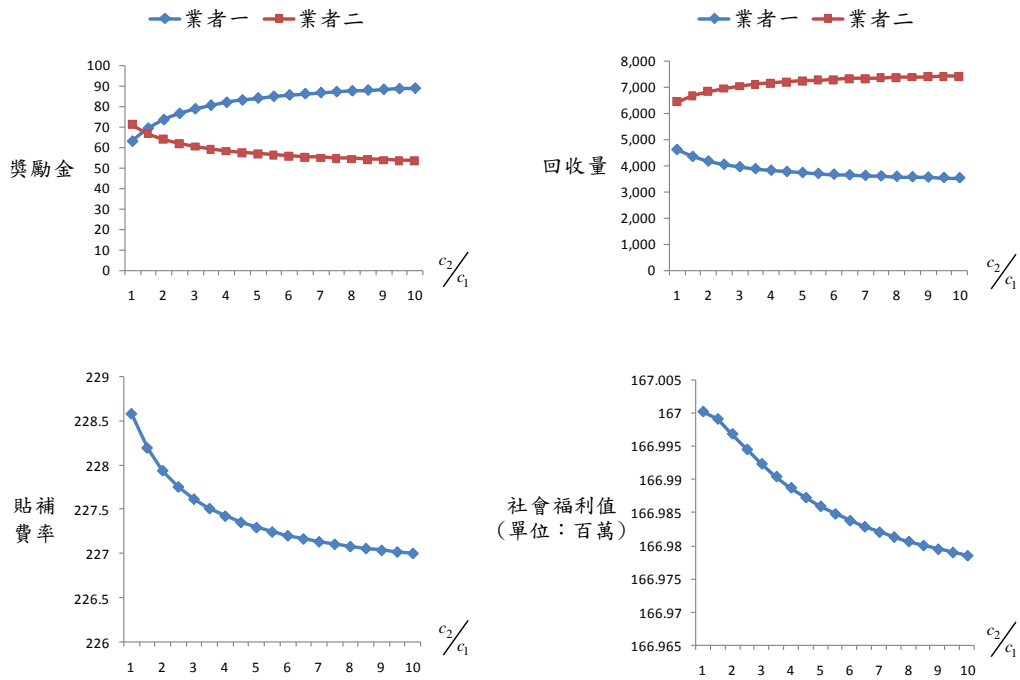 業者一 業者二
100
90
80
70
60
50
40
30
20
10
0
獎勵金
1 2 3 4 5 6 7 8 9 10
c₂/c₁
業者一 業者二
8,000
7,000
6,000
5,000
4,000
3,000
2,000
1,000
0
回收量
1 2 3 4 5 6 7 8 9 10
c₂/c₁
229
228.5
228
227.5
227
226.5
226
貼補
費率
1 2 3 4 5 6 7 8 9 10
c₂/c₁
167.005
167
166.995
166.99
166.985
166.98
166.975
166.97
166.965
社會福利值
(單位：百萬)
1 2 3 4 5 6 7 8 9 10
c₂/c₁